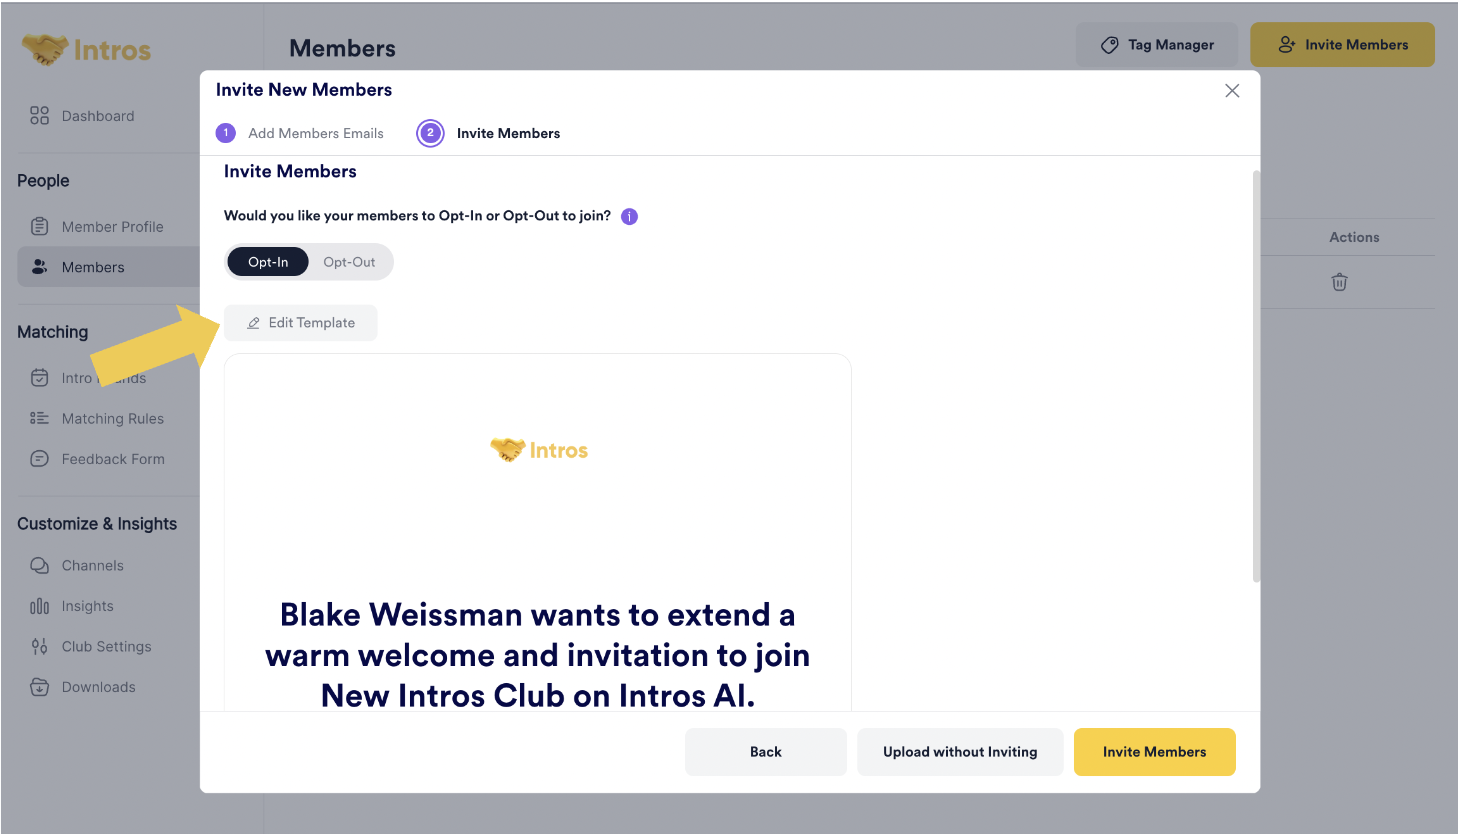 Intros
Members
Tag Manager
Invite Members
Dashboard
People
Member Profile
Members
Matching
Intro
Matching Rules
Feedback Form
Customize & Insights
Channels
Insights
Club Settings
Downloads
Actions
Invite New Members
1 Add Members Emails 2 Invite Members
Invite Members
Would you like your members to Opt-In or Opt-Out to join? i
Opt-In Opt-Out
Edit Template
Intros
Blake Weissman wants to extend a
warm welcome and invitation to join
New Intros Club on Intros AI.
Back Upload without Inviting Invite Members